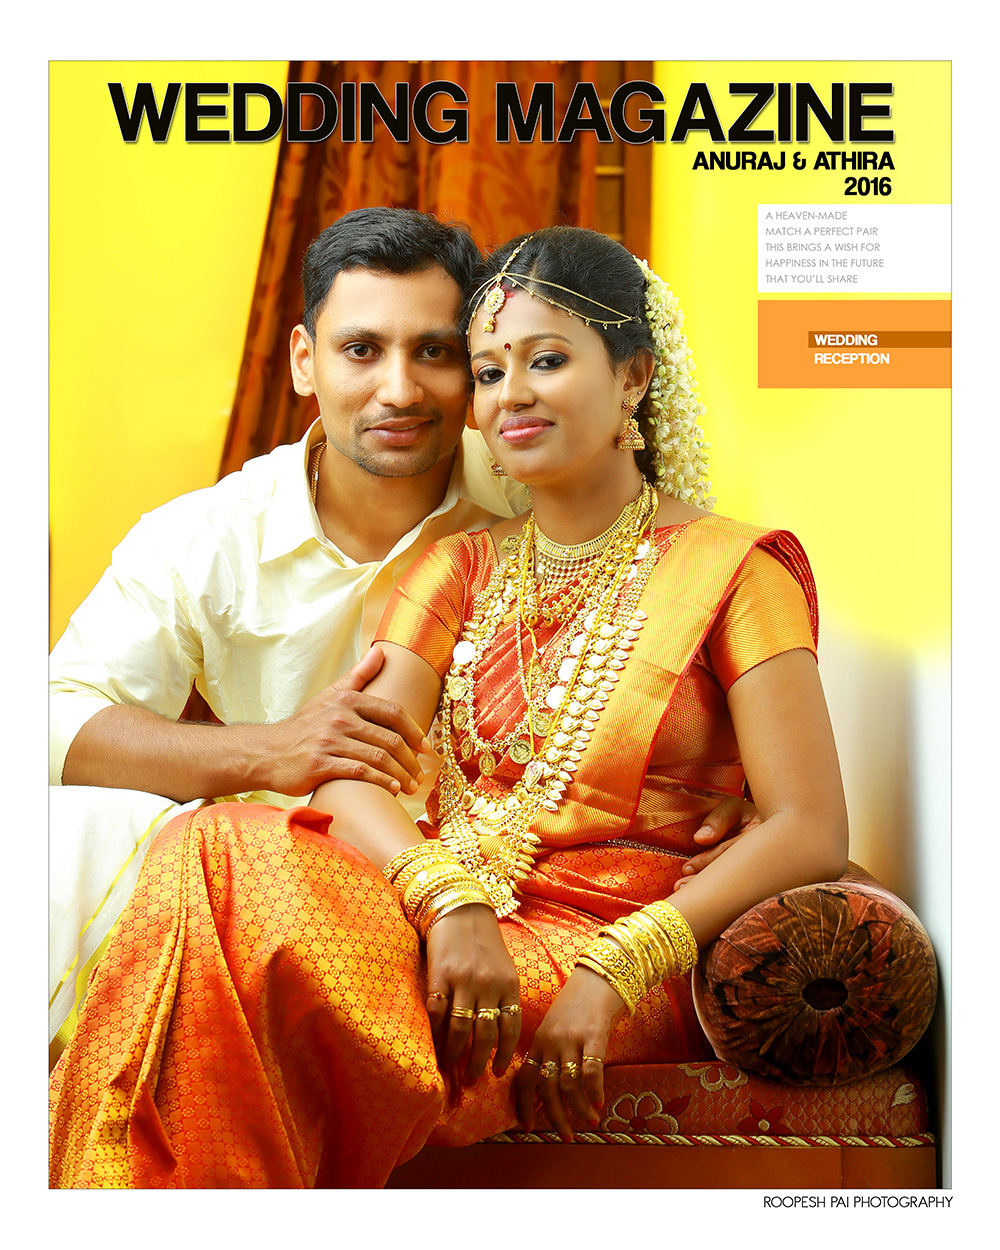 WEDDING MAGAZINE
ANURAJ & ATHIRA
2016
A HEAVEN-MADE
MATCH A PERFECT PAIR
THIS BRINGS A WISH FOR
HAPPINESS IN THE FUTURE
THAT YOU'LL SHARE
WEDDING
RECEPTION
ROOPESH PAI PHOTOGRAPHY